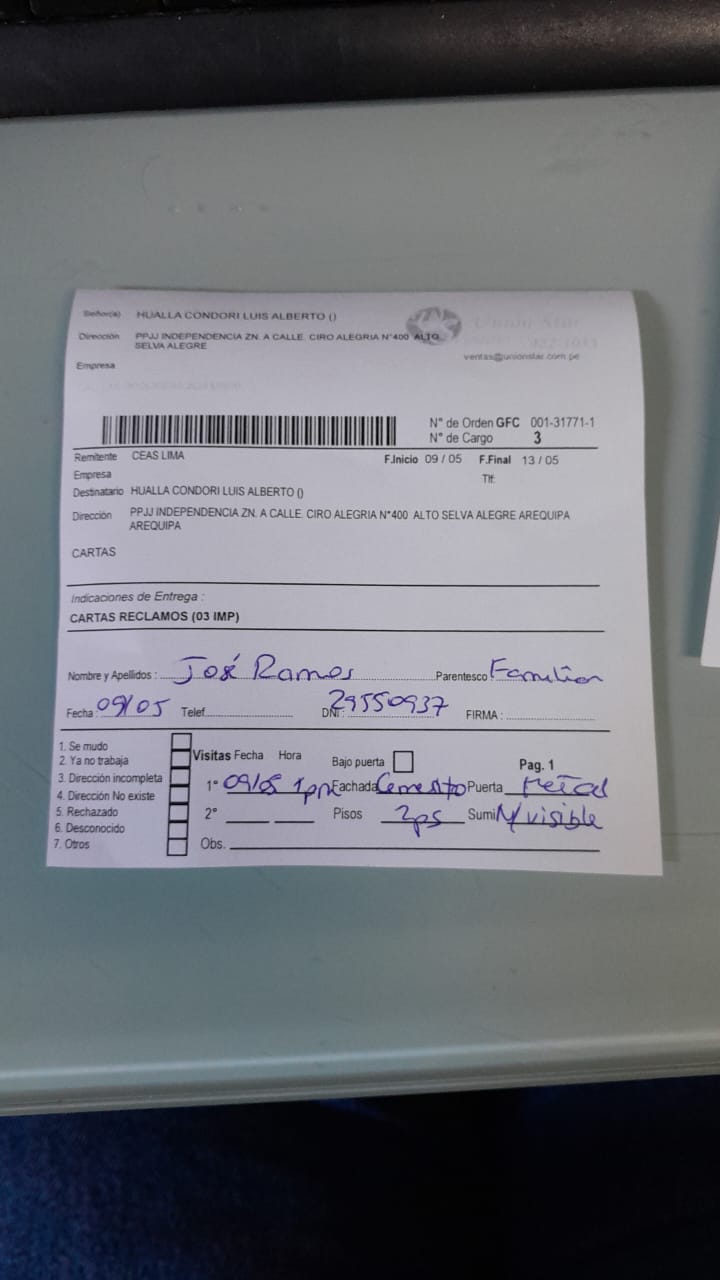 Señor(a) HUALLA CONDORI LUIS ALBERTO ()
Dirección PPJJ INDEPENDENCIA ZN. A CALLE. CIRO ALEGRIA N°400 ALTO
SELVA ALEGRE
Union Star
ventas@unionstar.com.pe
Empresa
N° de Orden GFC 001-31771-1
N° de Cargo 3
Remitente CEAS LIMA
F.Inicio 09 / 05 F.Final 13 / 05
Empresa
Tlf:
Destinatario HUALLA CONDORI LUIS ALBERTO ()
Dirección PPJJ INDEPENDENCIA ZN. A CALLE. CIRO ALEGRIA N°400 ALTO SELVA ALEGRE AREQUIPA
AREQUIPA
CARTAS
Indicaciones de Entrega :
CARTAS RECLAMOS (03 IMP)
Nombre y Apellidos : José Ramos Parentesco Familiar
Fecha : 09/05 Telef. DNI : 29550937 FIRMA :
1. Se mudo
2. Ya no trabaja
3. Dirección incompleta
4. Dirección No existe
5. Rechazado
6. Desconocido
7. Otros
Visitas Fecha Hora Bajo puerta Pag. 1
1° 09/05 1pm Fachada Cemento Puerta Metal
2° Pisos 2ps Sumi N/visible
Obs.